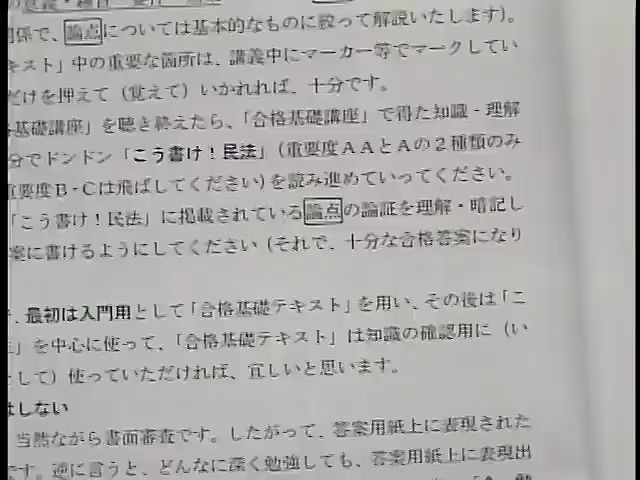 関係で、論点については基本的なものに絞って解説いたします)。
キスト」中の重要な箇所は、講義中にマーカー等でマークしてい
だけを押えて(覚えて)いかれれば、十分です。
基礎講座」を聴き終えたら、「合格基礎講座」で得た知識・理解
分でドンドン「こう書け!民法」(重要度AAとAの2種類のみ
重要度B・Cは飛ばしてください)を読み進めていってください。
「こう書け!民法」に掲載されている論点の論証を理解・暗記し
案に書けるようにしてください(それで、十分な合格答案になり
、最初は入門用として「合格基礎テキスト」を用い、その後は「こ
」を中心に使って、「合格基礎テキスト」は知識の確認用に(い
して)使っていただければ、宜しいと思います。
はしない
当然ながら書面審査です。したがって、答案用紙上に表現された
です。逆に言うと、どんなに深く勉強しても、答案用紙上に表現出